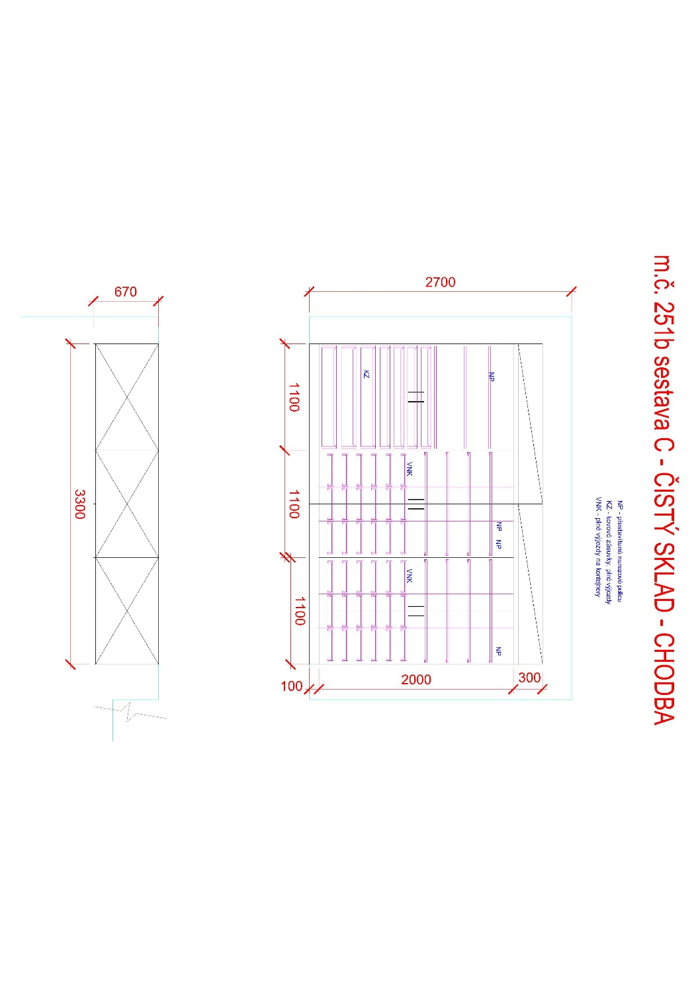 m.č. 251b sestava C - ČISTÝ SKLAD - CHODBA
NP - přestavitelné nerezové police
KZ - kovové zásuvky, plné výjezdy
VNK - plné výjezdy na kontejnery
2700
670
1100
1100
1100
3300
100
2000
300
KZ
NP
VNK
NP
NP
VNK
NP